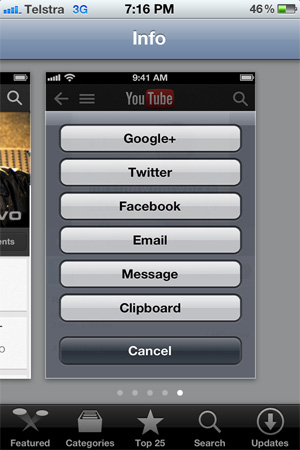 Telstra 3G 7:16 PM 46%
Info
9:41 AM
YouTube
Google+
Twitter
VO
Facebook
ents
Email
Message
Clipboard
Cancel
Featured Categories Top 25 Search Updates